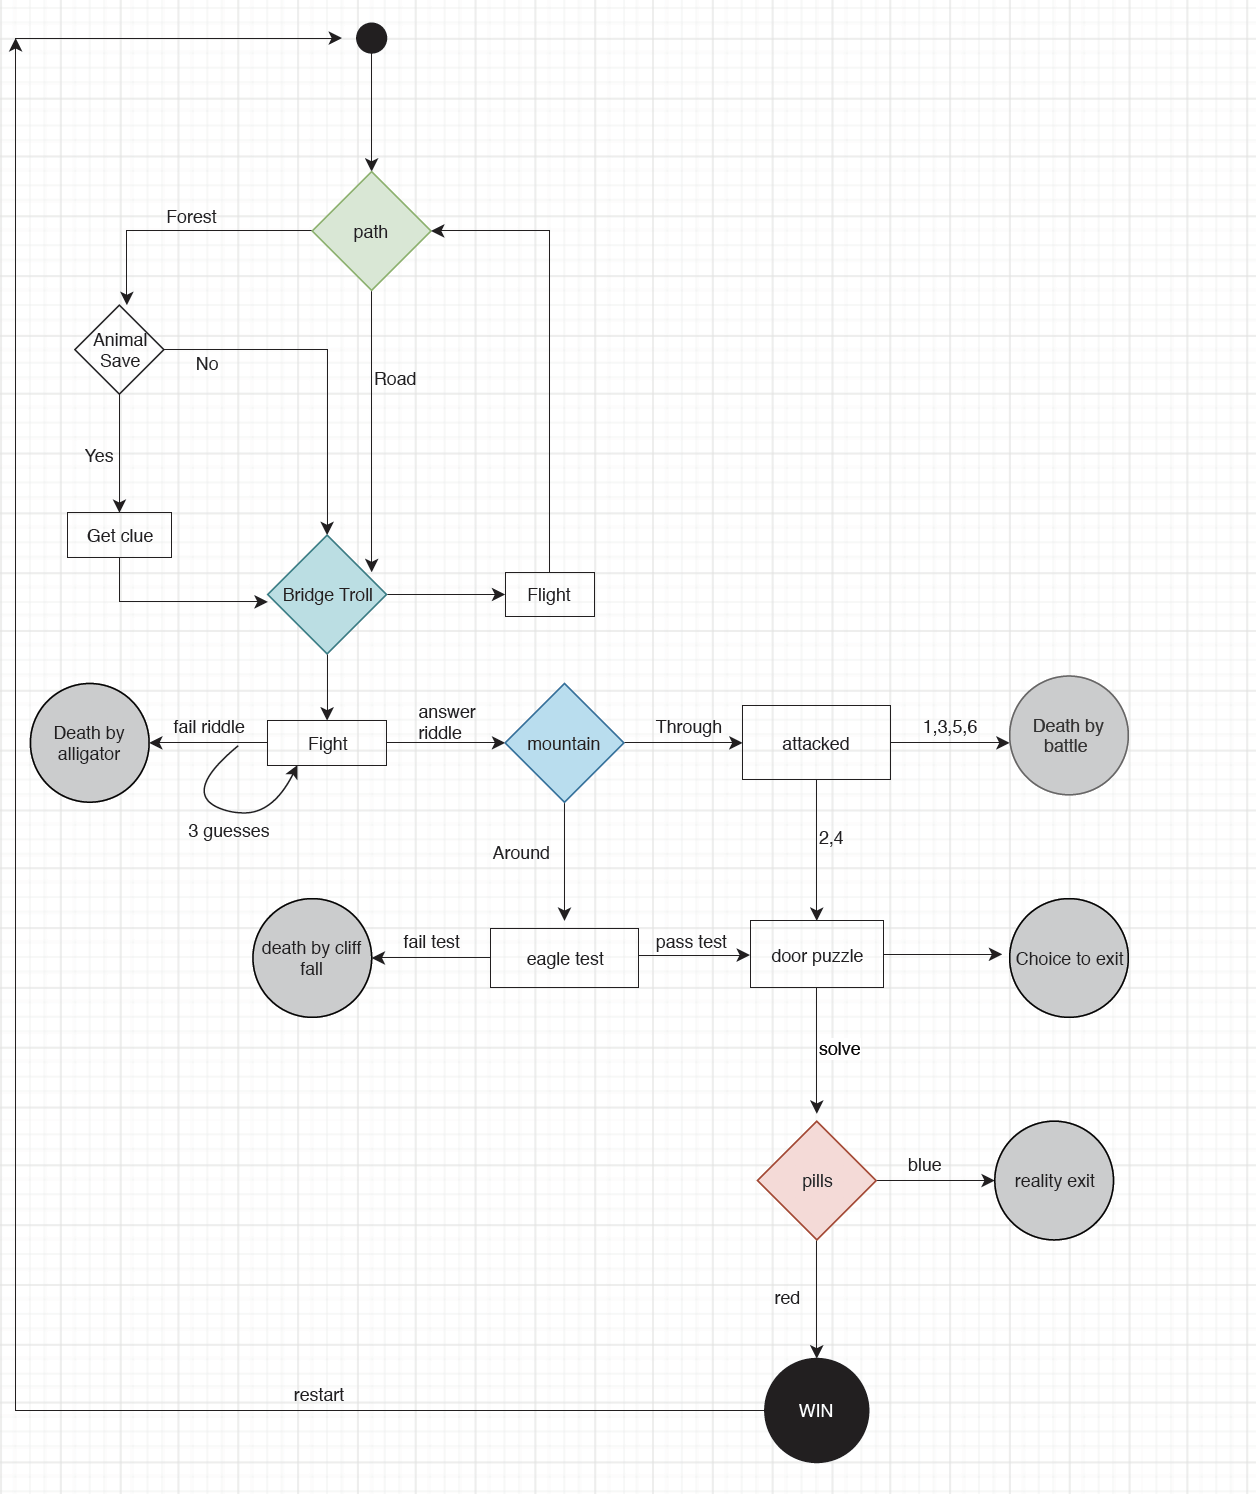 path
Forest
Animal
Save
No
Road
Yes
Get clue
Bridge Troll
Flight
Death by
alligator
fail riddle
Fight
answer
riddle
mountain
Through
attacked
1,3,5,6
Death by
battle
3 guesses
Around
2,4
death by cliff
fall
fail test
eagle test
pass test
door puzzle
Choice to exit
solve
pills
blue
reality exit
red
restart
WIN